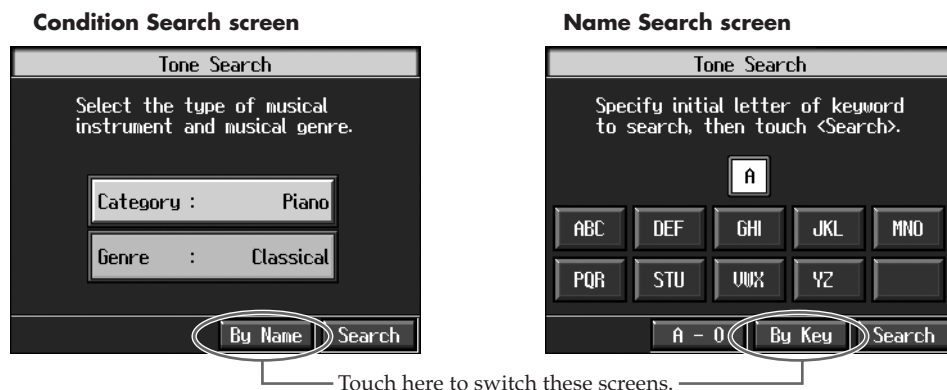 Condition Search screen
Tone Search
Select the type of musical
instrument and musical genre.
Category : Piano
Genre : Classical
By Name Search
Name Search screen
Tone Search
Specify initial letter of keyword
to search, then touch <Search>.
A
ABC DEF GHI JKL MNO
PQR STU VWX YZ
A – 0 By Key Search
Touch here to switch these screens.